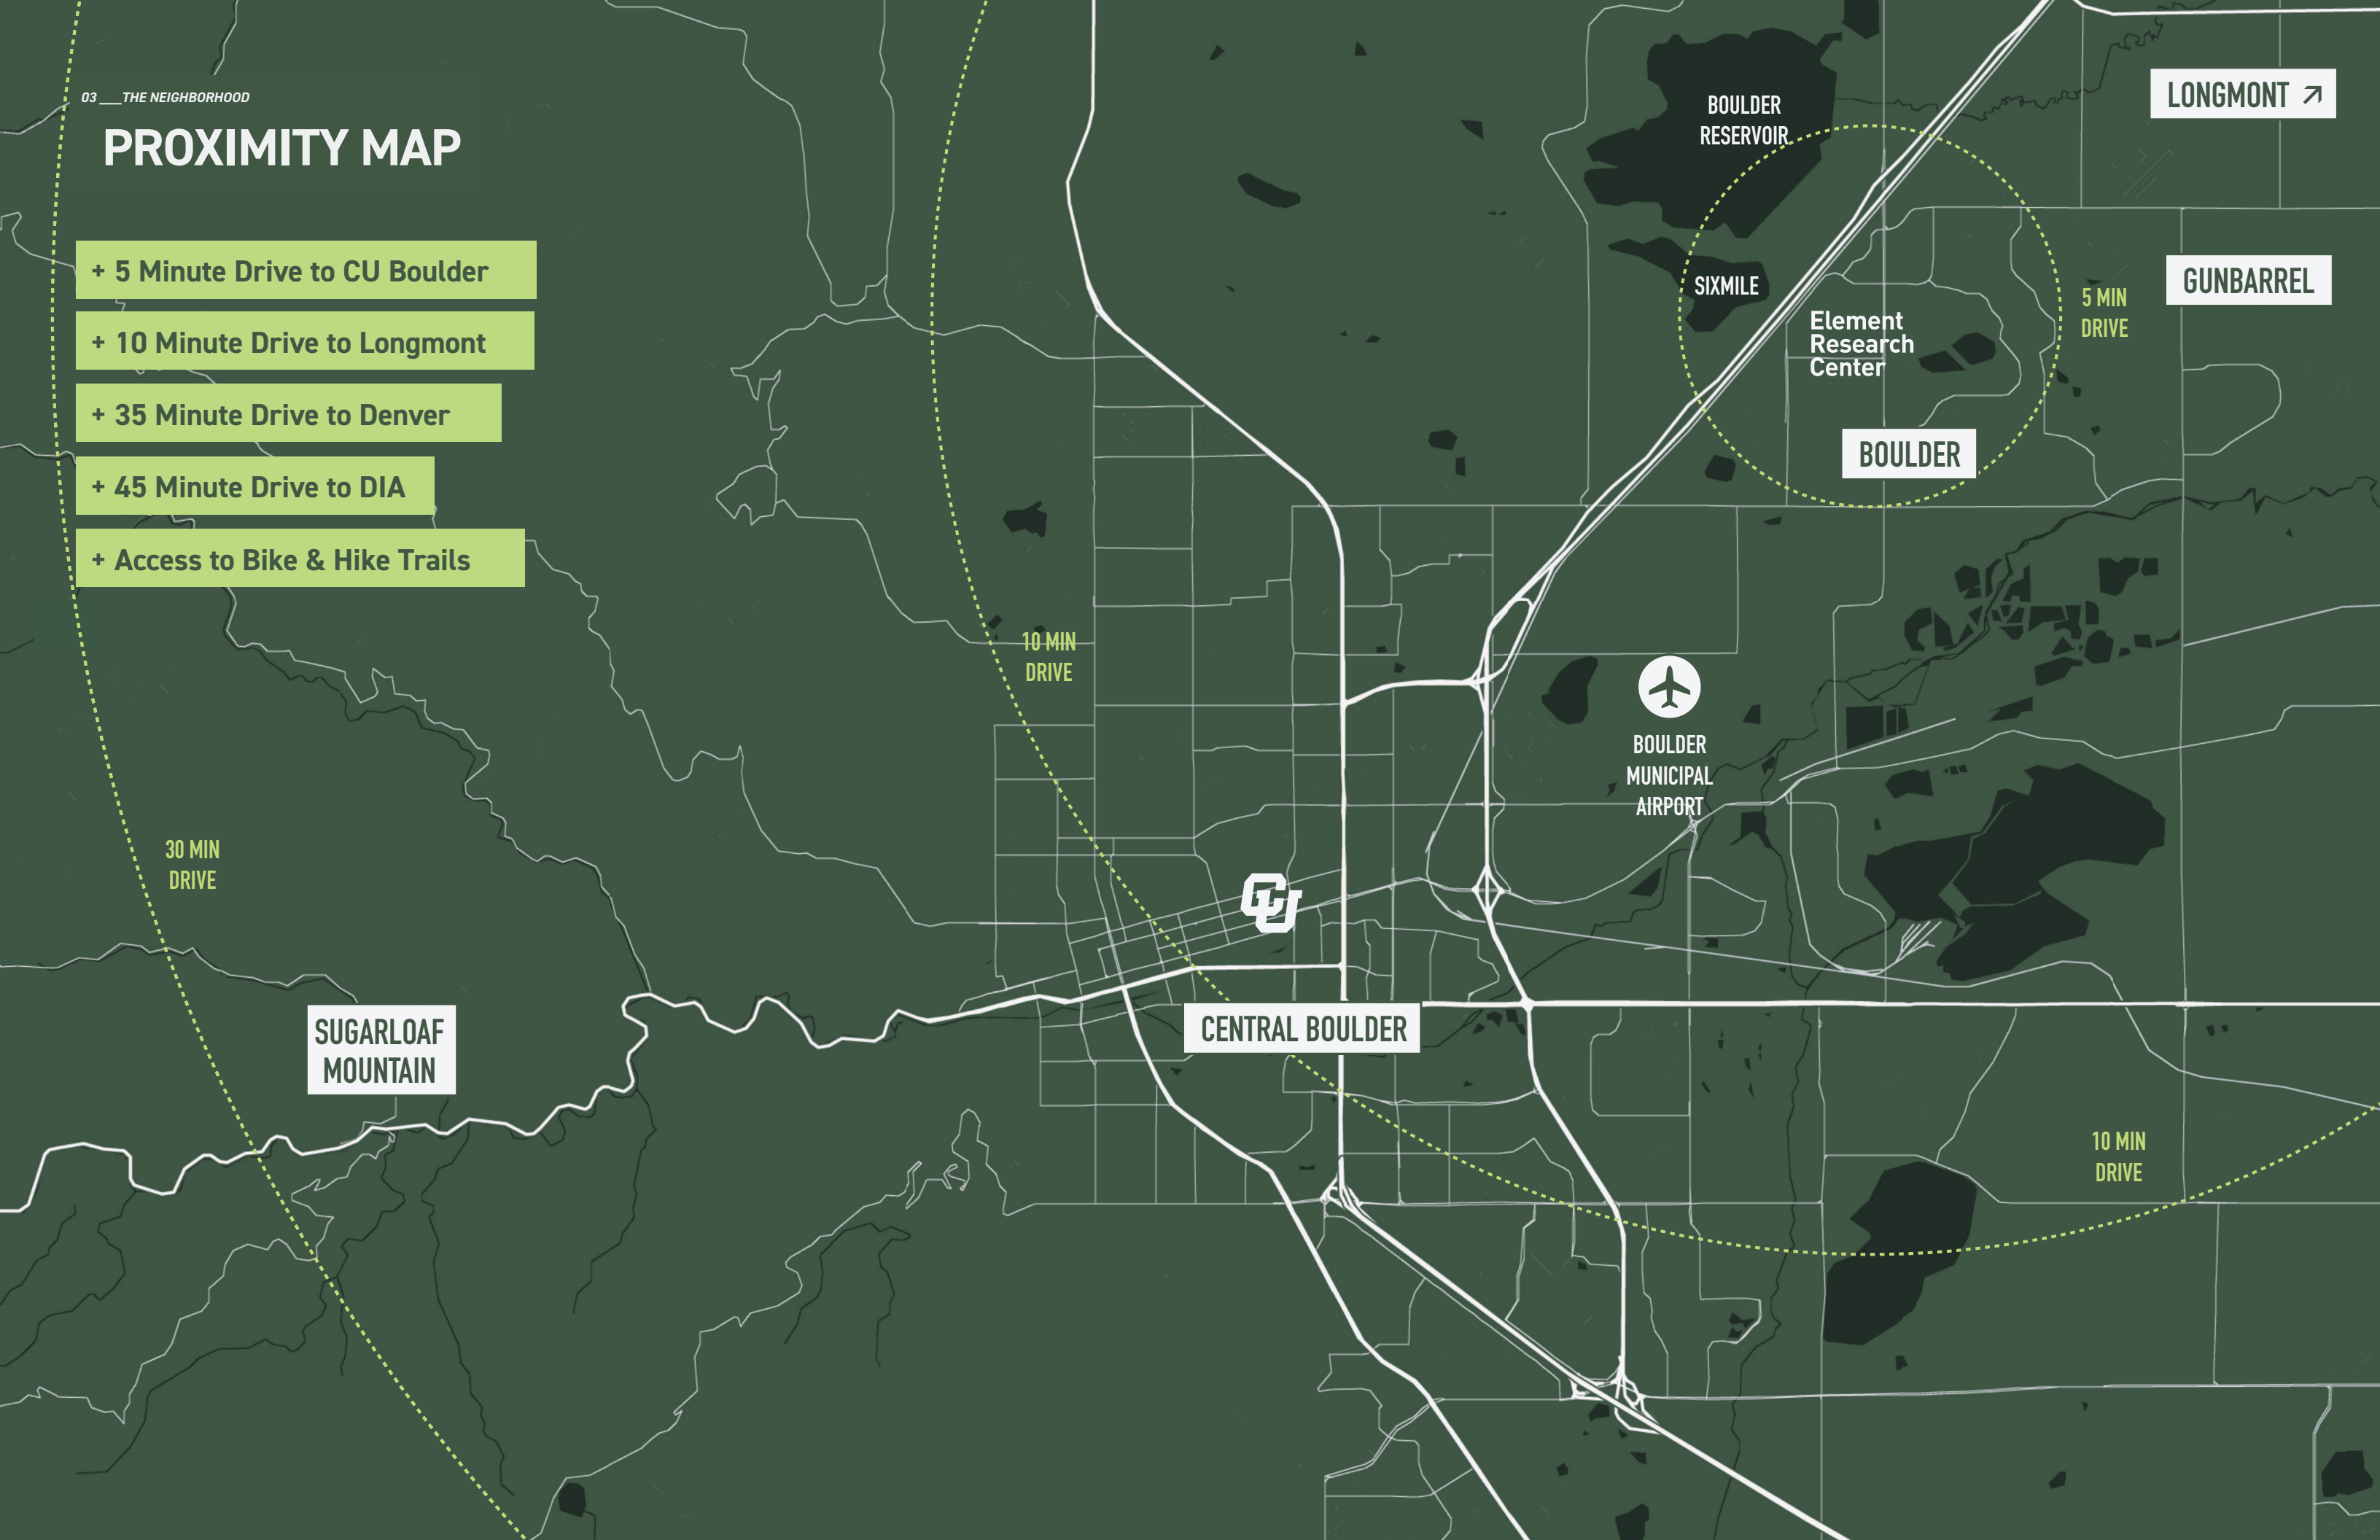 03 ___THE NEIGHBORHOOD
PROXIMITY MAP
+ 5 Minute Drive to CU Boulder
+ 10 Minute Drive to Longmont
+ 35 Minute Drive to Denver
+ 45 Minute Drive to DIA
+ Access to Bike & Hike Trails
LONGMONT
BOULDER
RESERVOIR
SIXMILE
GUNBARREL
5 MIN
DRIVE
Element
Research
Center
BOULDER
10 MIN
DRIVE
BOULDER
MUNICIPAL
AIRPORT
30 MIN
DRIVE
CU
SUGARLOAF
MOUNTAIN
CENTRAL BOULDER
10 MIN
DRIVE